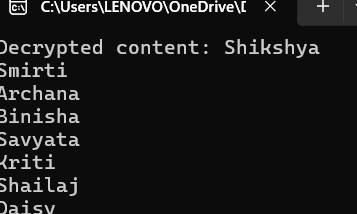 C:\Users\LENOVO\OneDrive\D
Decrypted content: Shikshya
Smirti
Archana
Binisha
Savyata
Kriti
Shailaj
Daisy